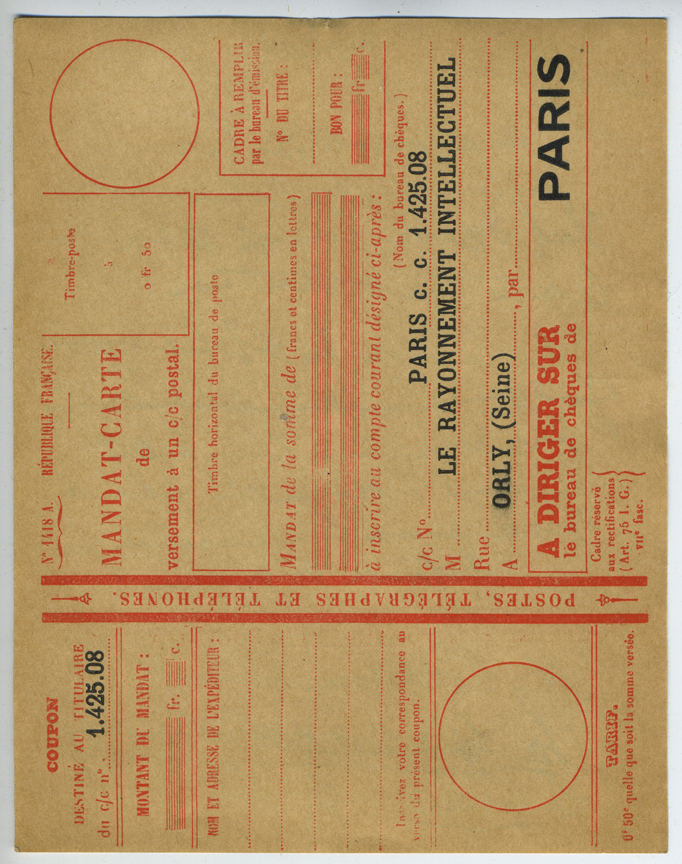 COUPON
DESTINÉ AU TITULAIRE
du c/c n° : 1.425.08
MONTANT DU MANDAT :
fr. c.
NOM ET ADRESSE DE L'EXPÉDITEUR :
Inscrivez votre correspondance au
verso du présent coupon.
TARIF.
0f 50c quelle que soit la somme versée.
POSTES, TÉLÉGRAPHES ET TÉLÉPHONES.
N° 1418 A. RÉPUBLIQUE FRANÇAISE.
MANDAT-CARTE
de
versement à un c/c postal.
Timbre-poste
0 fr 50
CADRE À REMPLIR
par le bureau d'émission.
N° DU TITRE :
BON POUR :
fr c.
Timbre horizontal du bureau de poste
MANDAT de la somme de (francs et centimes en lettres)
à inscrire au compte courant désigné ci-après :
(Nom du bureau de chèques.)
c/c N° PARIS c. c. 1.425.08
M LE RAYONNEMENT INTELLECTUEL
Rue
A ORLY, (Seine), par
A DIRIGER SUR
le bureau de chèques de PARIS
Cadre réservé
aux rectifications
(Art. 75 I. G.)
VIIe fasc.